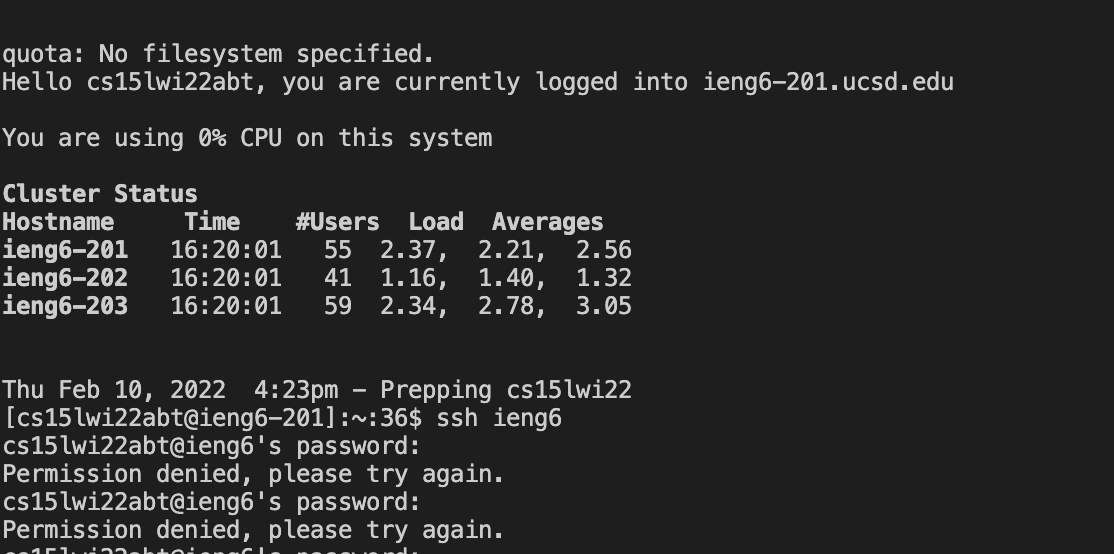 quota: No filesystem specified.
Hello cs15lwi22abt, you are currently logged into ieng6-201.ucsd.edu
You are using 0% CPU on this system
Cluster Status
Hostname Time #Users Load Averages
ieng6-201 16:20:01 55 2.37, 2.21, 2.56
ieng6-202 16:20:01 41 1.16, 1.40, 1.32
ieng6-203 16:20:01 59 2.34, 2.78, 3.05
Thu Feb 10, 2022 4:23pm - Prepping cs15lwi22
[cs15lwi22abt@ieng6-201]:~:36$ ssh ieng6
cs15lwi22abt@ieng6's password:
Permission denied, please try again.
cs15lwi22abt@ieng6's password:
Permission denied, please try again.
cs15lwi22abt@ieng6's password: